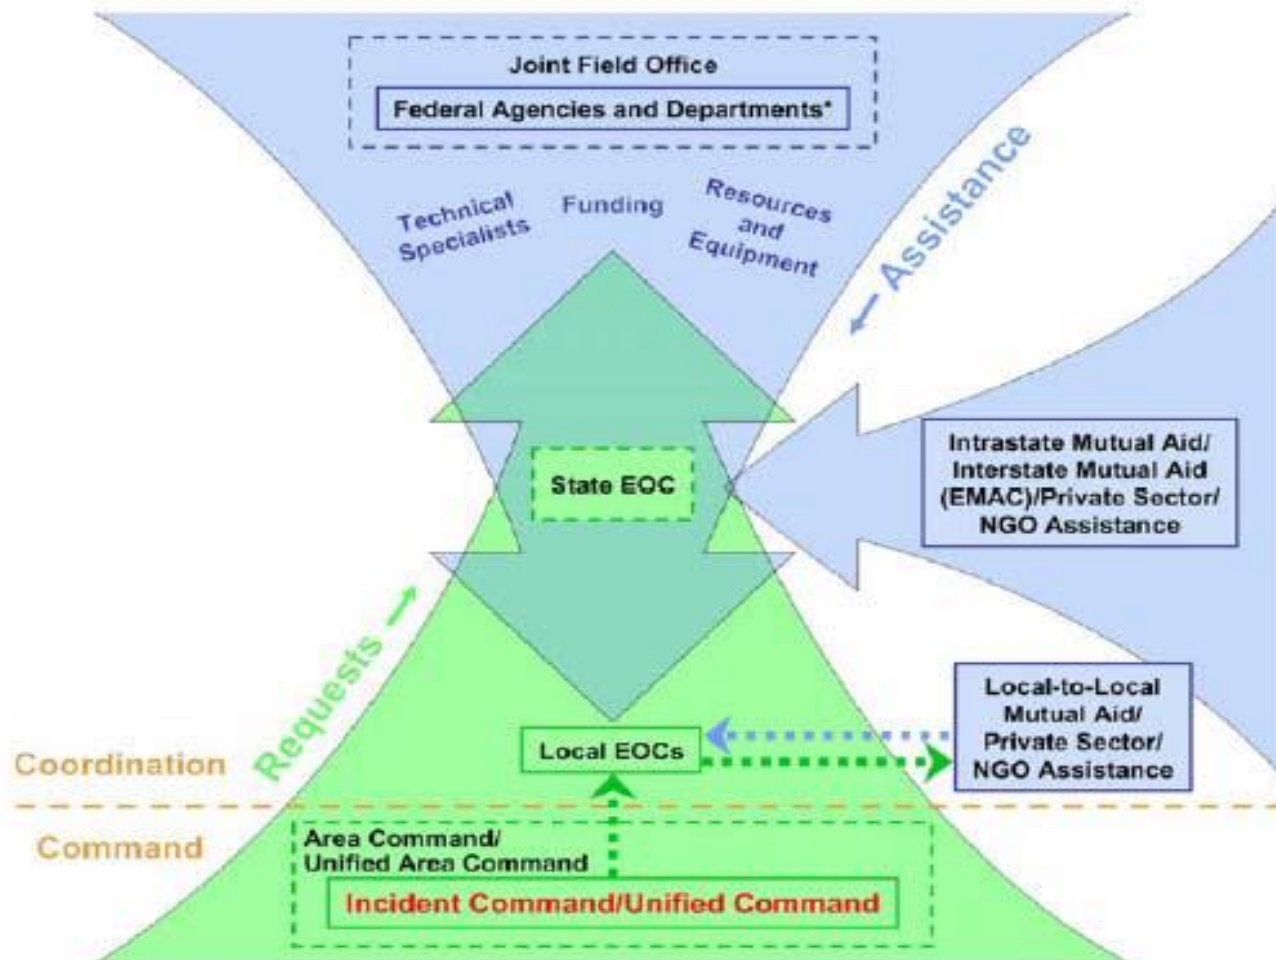 Joint Field Office
Federal Agencies and Departments*
Technical
Specialists
Funding
Resources
and
Equipment
Assistance
State EOC
Intrastate Mutual Aid/
Interstate Mutual Aid
(EMAC)/Private Sector/
NGO Assistance
Requests
Local EOCs
Local-to-Local
Mutual Aid/
Private Sector/
NGO Assistance
Coordination
Command
Area Command/
Unified Area Command
Incident Command/Unified Command